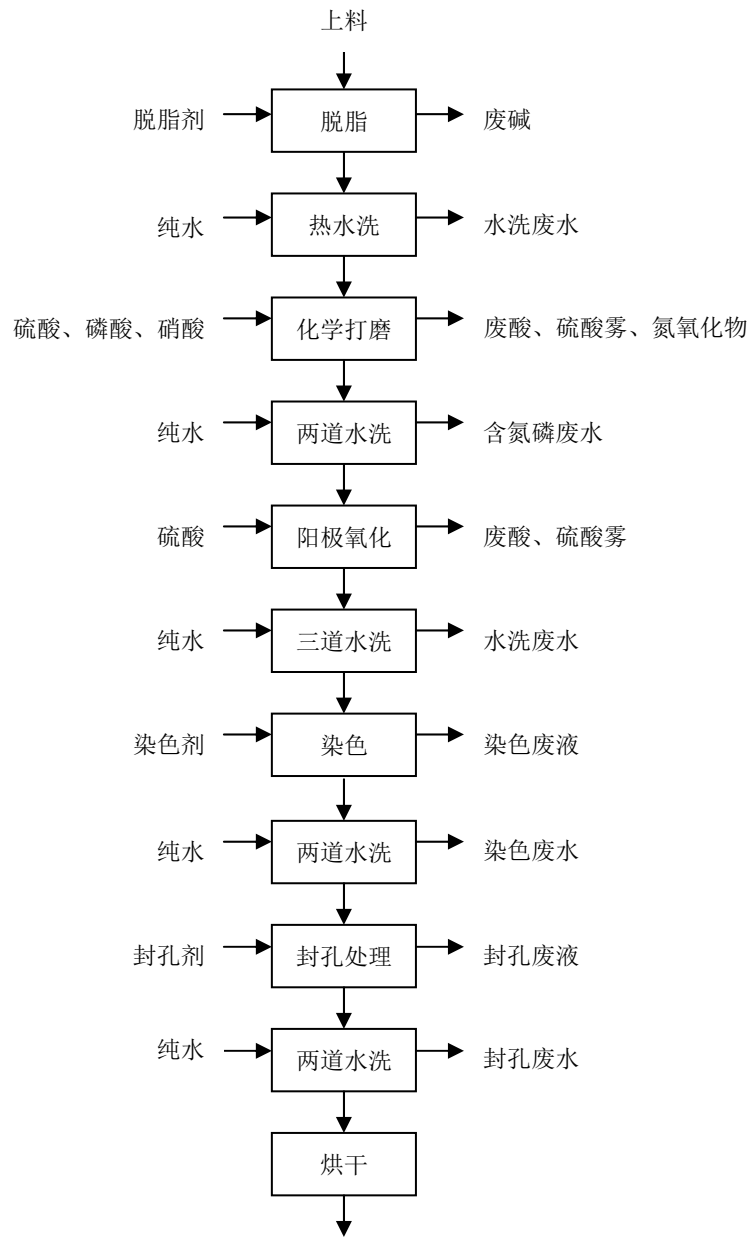 上料
脱脂剂
脱脂
废碱
纯水
热水洗
水洗废水
硫酸、磷酸、硝酸
化学打磨
废酸、硫酸雾、氮氧化物
纯水
两道水洗
含氮磷废水
硫酸
阳极氧化
废酸、硫酸雾
纯水
三道水洗
水洗废水
染色剂
染色
染色废液
纯水
两道水洗
染色废水
封孔剂
封孔处理
封孔废液
纯水
两道水洗
封孔废水
烘干